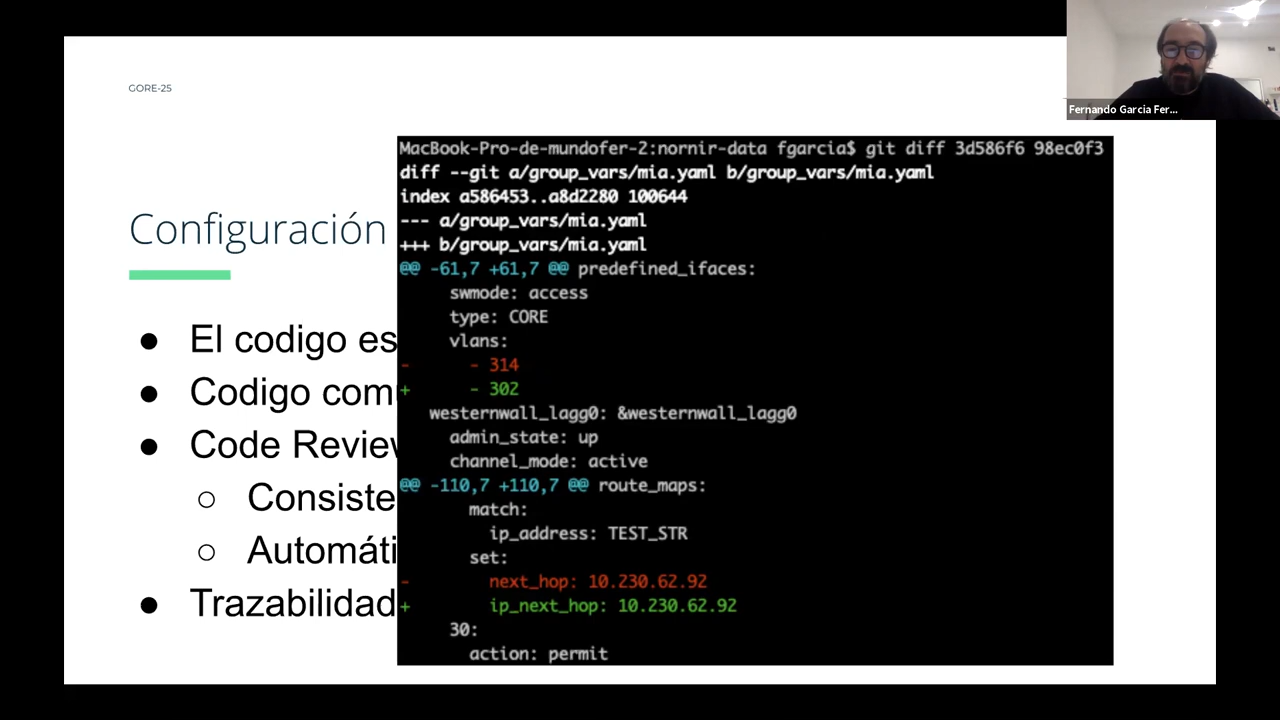 GORE-25
Fernando Garcia Fer...
Configuración
El codigo es
Codigo com
Code Review
Consiste
Automáti
Trazabilidad
MacBook-Pro-de-mundofer-2:nornir-data fgarcia$ git diff 3d586f6 98ec0f3
diff --git a/group_vars/mia.yaml b/group_vars/mia.yaml
index a586453..a8d2280 100644
--- a/group_vars/mia.yaml
+++ b/group_vars/mia.yaml
@@ -61,7 +61,7 @@ predefined_ifaces:
swmode: access
type: CORE
vlans:
- - 314
+ - 302
westernwall_lagg0: &westernwall_lagg0
admin_state: up
channel_mode: active
@@ -110,7 +110,7 @@ route_maps:
match:
ip_address: TEST_STR
set:
- next_hop: 10.230.62.92
+ ip_next_hop: 10.230.62.92
30:
action: permit